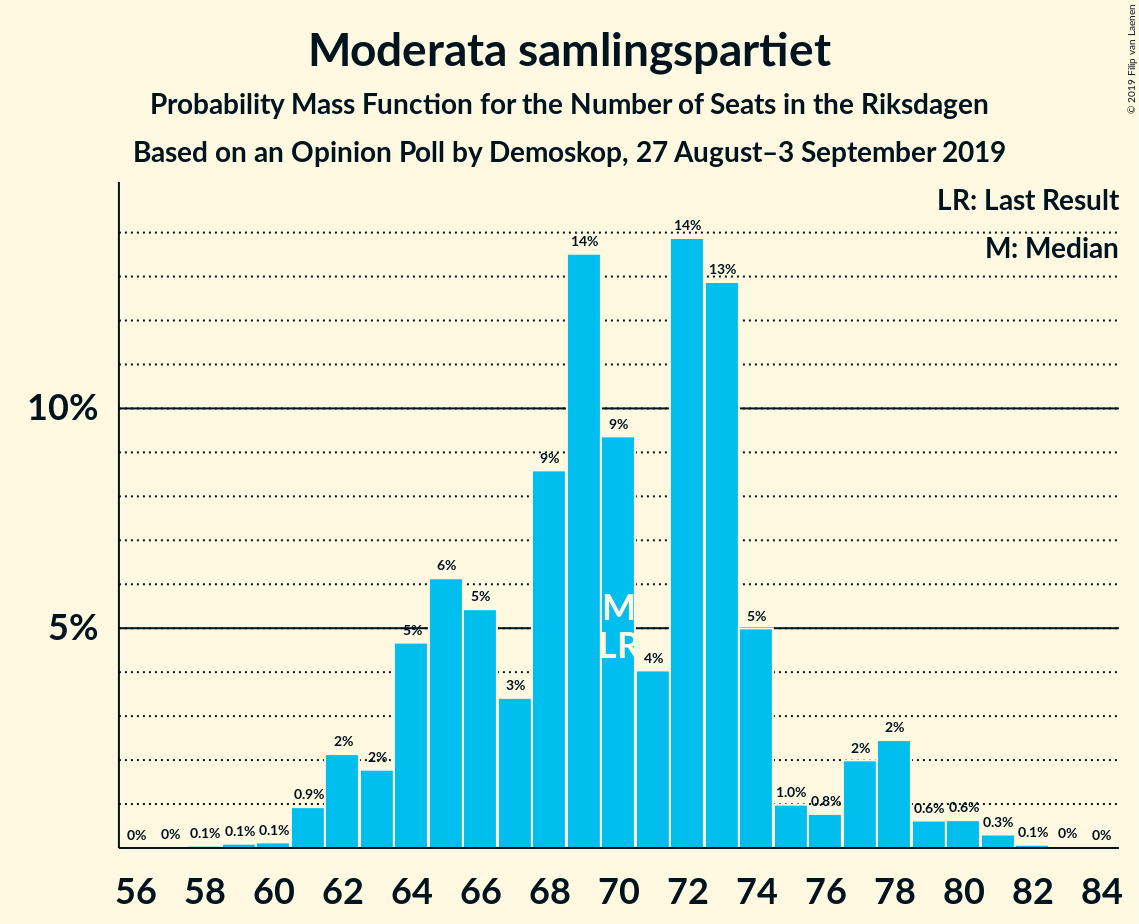 Moderata samlingspartiet
Probability Mass Function for the Number of Seats in the Riksdagen
Based on an Opinion Poll by Demoskop, 27 August–3 September 2019
© 2019 Filip van Laenen
LR: Last Result
M: Median
10%
5%
0% 0% 0.1% 0.1% 0.1% 0.9% 2% 2% 5% 6% 5% 3% 9% 14% 9% 4% 14% 13% 5% 1.0% 0.8% 2% 2% 0.6% 0.6% 0.3% 0.1% 0% 0%
M
LR
56 58 60 62 64 66 68 70 72 74 76 78 80 82 84